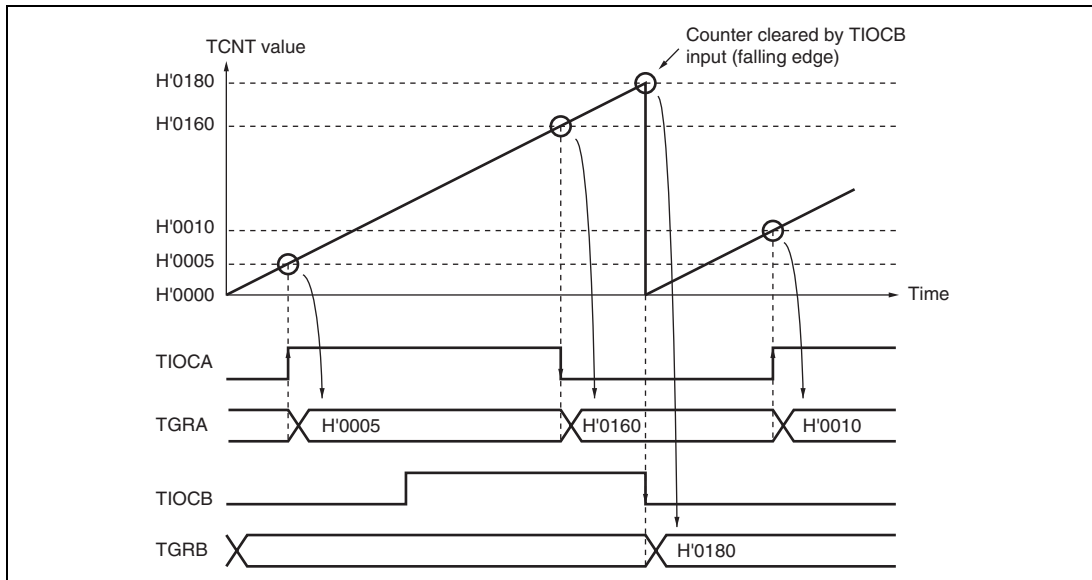 Counter cleared by TIOCB
input (falling edge)
TCNT value
H'0180
H'0160
H'0010
H'0005
H'0000
Time
TIOCA
TGRA
H'0005
H'0160
H'0010
TIOCB
TGRB
H'0180